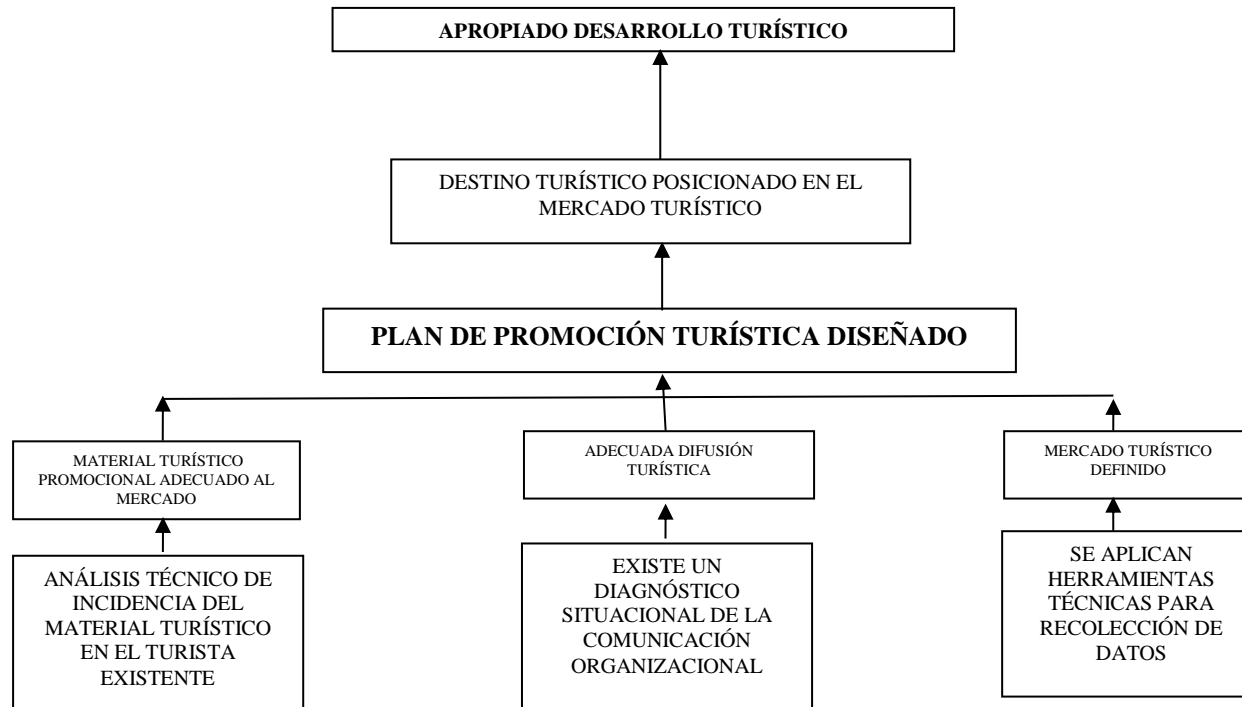 APROPIADO DESARROLLO TURÍSTICO
DESTINO TURÍSTICO POSICIONADO EN EL
MERCADO TURÍSTICO
PLAN DE PROMOCIÓN TURÍSTICA DISEÑADO
MATERIAL TURÍSTICO
PROMOCIONAL ADECUADO AL
MERCADO
ADECUADA DIFUSIÓN
TURÍSTICA
MERCADO TURÍSTICO
DEFINIDO
ANÁLISIS TÉCNICO DE
INCIDENCIA DEL
MATERIAL TURÍSTICO
EN EL TURISTA
EXISTENTE
EXISTE UN
DIAGNÓSTICO
SITUACIONAL DE LA
COMUNICACIÓN
ORGANIZACIONAL
SE APLICAN
HERRAMIENTAS
TÉCNICAS PARA
RECOLECCIÓN DE
DATOS